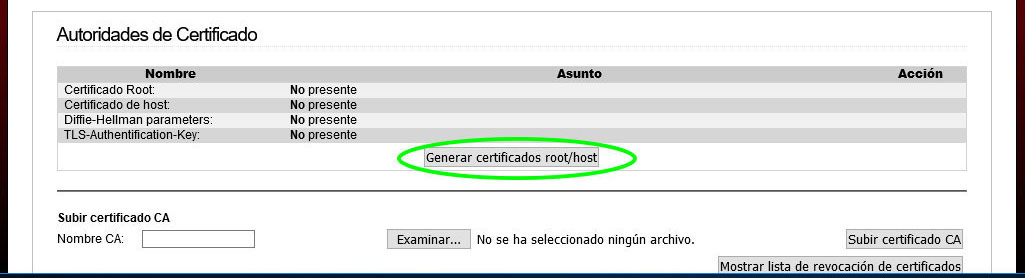 Autoridades de Certificado
Nombre Asunto Acción
Certificado Root: No presente
Certificado de host: No presente
Diffie-Hellman parameters: No presente
TLS-Authentification-Key: No presente
Generar certificados root/host
Subir certificado CA
Nombre CA: Examinar... No se ha seleccionado ningún archivo. Subir certificado CA
Mostrar lista de revocación de certificados